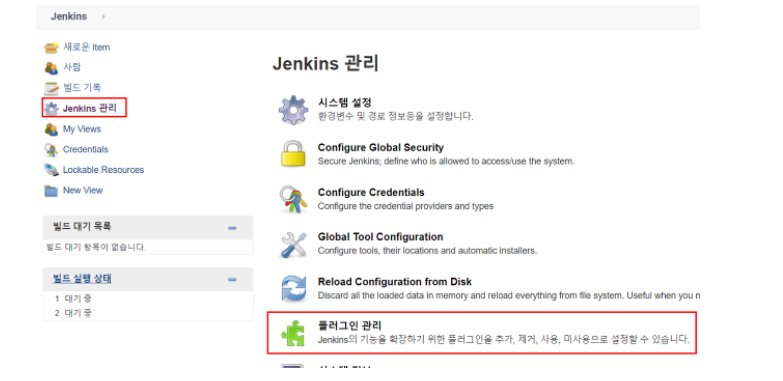 Jenkins
새로운 Item
사람
빌드 기록
Jenkins 관리
My Views
Credentials
Lockable Resources
New View
빌드 대기 목록
빌드 대기 항목이 없습니다.
빌드 실행 상태
1 대기 중
2 대기 중
Jenkins 관리
시스템 설정
환경변수 및 경로 정보등을 설정합니다.
Configure Global Security
Secure Jenkins; define who is allowed to access/use the system.
Configure Credentials
Configure the credential providers and types
Global Tool Configuration
Configure tools, their locations and automatic installers.
Reload Configuration from Disk
Discard all the loaded data in memory and reload everything from file system. Useful when you
플러그인 관리
Jenkins의 기능을 확장하기 위한 플러그인을 추가, 제거, 사용, 미사용으로 설정할 수 있습니다.